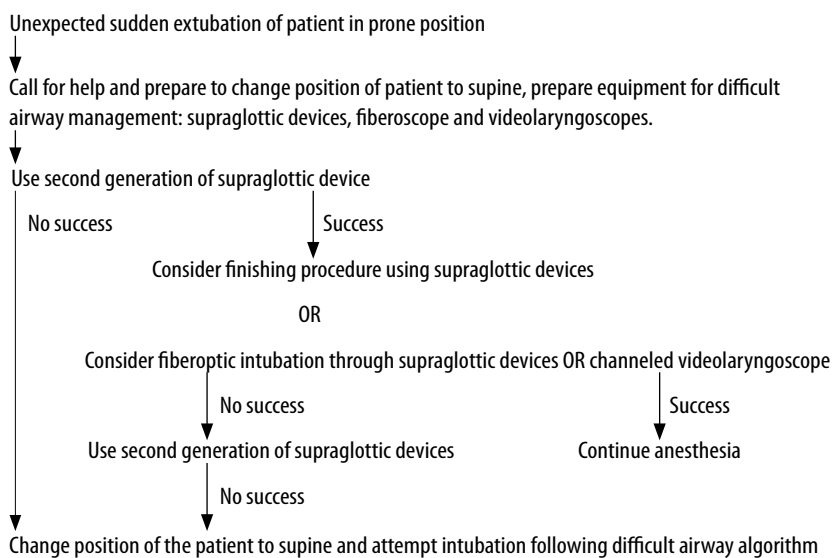 Unexpected sudden extubation of patient in prone position
Call for help and prepare to change position of patient to supine, prepare equipment for difficult
airway management: supraglottic devices, fiberoscope and videolaryngoscopes.
Use second generation of supraglottic device
No success
Success
Consider finishing procedure using supraglottic devices
OR
Consider fiberoptic intubation through supraglottic devices OR channeled videolaryngoscope
No success
Success
Use second generation of supraglottic devices
Continue anesthesia
No success
Change position of the patient to supine and attempt intubation following difficult airway algorithm